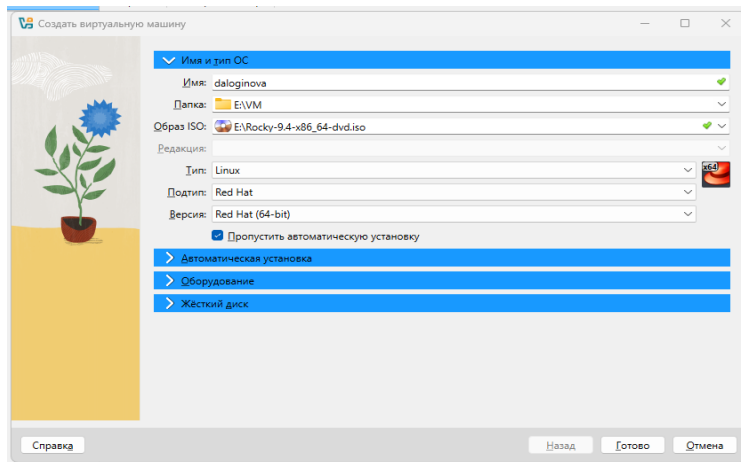 Создать виртуальную машину
Имя и тип ОС
Имя: daloginova
Папка: E:\VM
Образ ISO: E:\Rocky-9.4-x86_64-dvd.iso
Редакция:
Тип: Linux
x64
Подтип: Red Hat
Версия: Red Hat (64-bit)
Пропустить автоматическую установку
Автоматическая установка
Оборудование
Жёсткий диск
Справка
Назад
Готово
Отмена